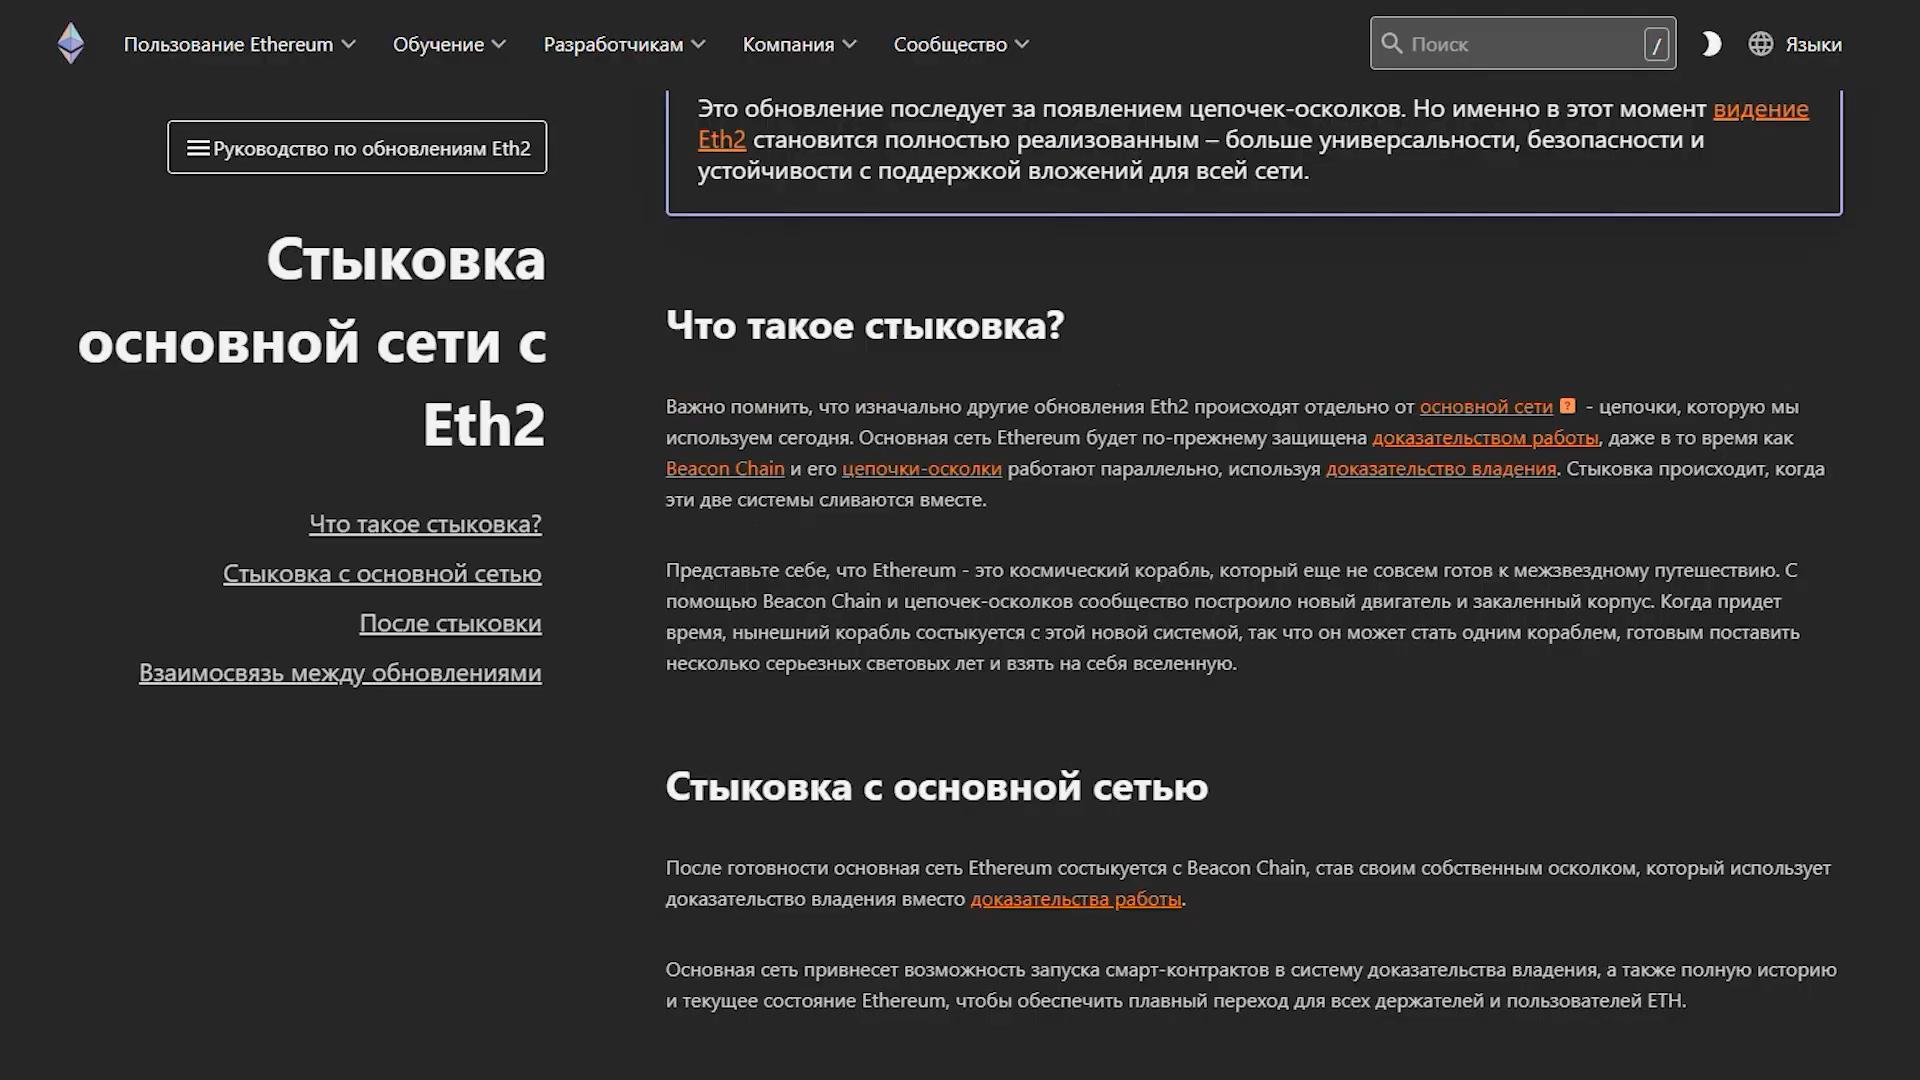 Пользование Ethereum
Обучение
Разработчикам
Компания
Сообщество
Поиск
/
Языки
Руководство по обновлениям Eth2
Стыковка
основной сети с
Eth2
Что такое стыковка?
Стыковка с основной сетью
После стыковки
Взаимосвязь между обновлениями
Это обновление последует за появлением цепочек-осколков. Но именно в этот момент видение
Eth2 становится полностью реализованным – больше универсальности, безопасности и
устойчивости с поддержкой вложений для всей сети.
Что такое стыковка?
Важно помнить, что изначально другие обновления Eth2 происходят отдельно от основной сети ? - цепочки, которую мы
используем сегодня. Основная сеть Ethereum будет по-прежнему защищена доказательством работы, даже в то время как
Beacon Chain и его цепочки-осколки работают параллельно, используя доказательство владения. Стыковка происходит, когда
эти две системы сливаются вместе.
Представьте себе, что Ethereum - это космический корабль, который еще не совсем готов к межзвездному путешествию. С
помощью Beacon Chain и цепочек-осколков сообщество построило новый двигатель и закаленный корпус. Когда придет
время, нынешний корабль состыкуется с этой новой системой, так что он может стать одним кораблем, готовым поставить
несколько серьезных световых лет и взять на себя вселенную.
Стыковка с основной сетью
После готовности основная сеть Ethereum состыкуется с Beacon Chain, став своим собственным осколком, который использует
доказательство владения вместо доказательства работы.
Основная сеть привнесет возможность запуска смарт-контрактов в систему доказательства владения, а также полную историю
и текущее состояние Ethereum, чтобы обеспечить плавный переход для всех держателей и пользователей ETH.